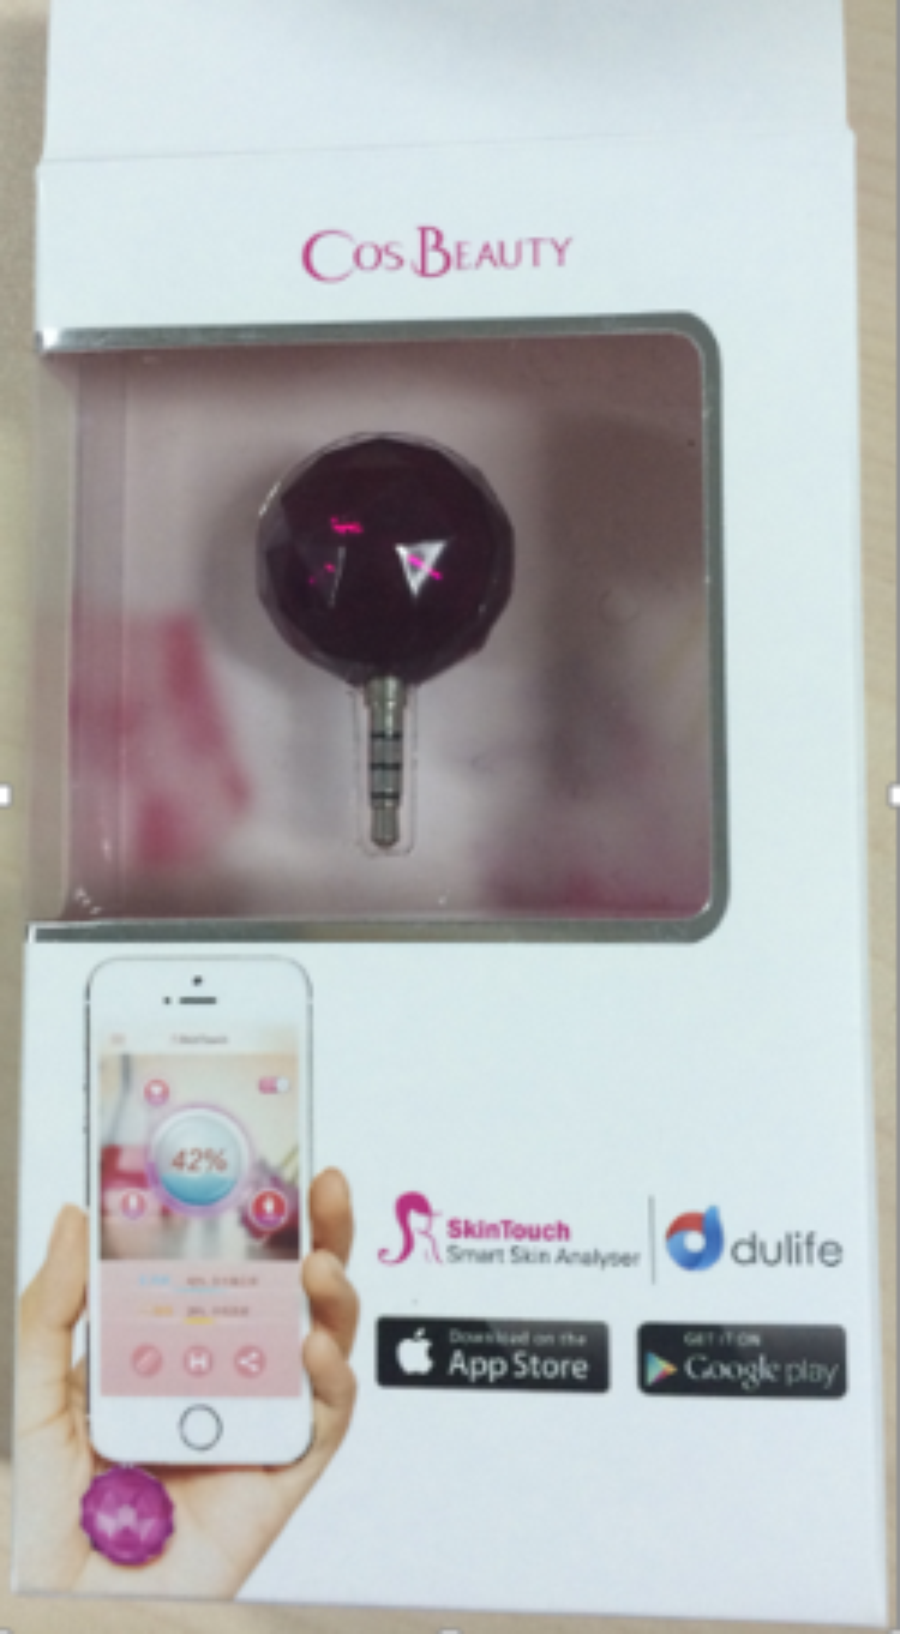 COS BEAUTY
42%
SkinTouch
Smart Skin Analyser
dulife
Download on the
App Store
GET IT ON
Google play